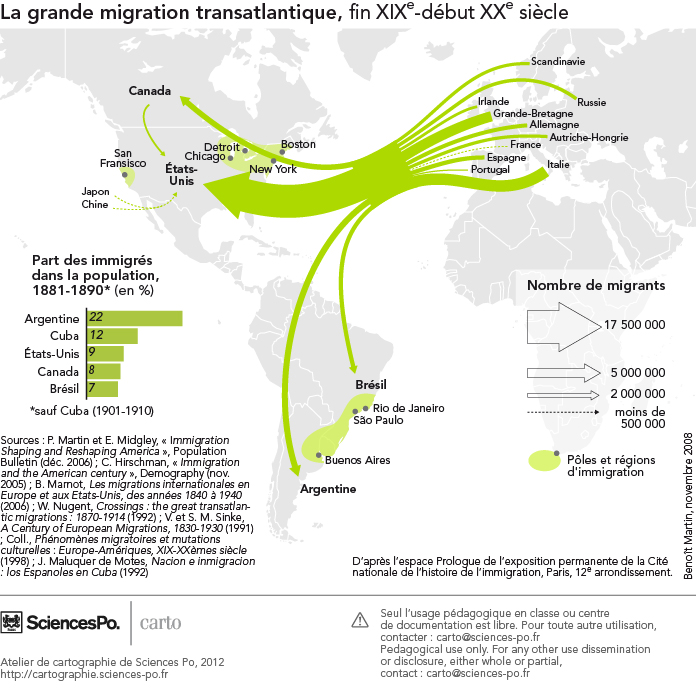 La grande migration transatlantique, fin XIXe-début XXe siècle
Scandinavie
Russie
Irlande
Grande-Bretagne
Allemagne
Autriche-Hongrie
France
Espagne
Italie
Portugal
Canada
Detroit
Boston
Chicago
New York
San
Fransisco
États-
Unis
Japon
Chine
Part des immigrés
dans la population,
1881-1890* (en %)
Argentine 22
Cuba 12
États-Unis 9
Canada 8
Brésil 7
*sauf Cuba (1901-1910)
Brésil
Rio de Janeiro
São Paulo
Buenos Aires
Argentine
Nombre de migrants
17 500 000
5 000 000
2 000 000
moins de
500 000
Pôles et régions
d'immigration
Sources : P. Martin et E. Midgley, « Immigration
Shaping and Reshaping America », Population
Bulletin (déc. 2006) ; C. Hirschman, « Immigration
and the American century », Demography (nov.
2005) ; B. Marnot, Les migrations internationales en
Europe et aux Etats-Unis, des années 1840 à 1940
(2006) ; W. Nugent, Crossings : the great transatlan-
tic migrations : 1870-1914 (1992) ; V. et S. M. Sinke,
A Century of European Migrations, 1830-1930 (1991)
; Coll., Phénomènes migratoires et mutations
culturelles : Europe-Amériques, XIX-XXèmes siècle
(1998) ; J. Maluquer de Motes, Nacion e inmigracion
: los Espanoles en Cuba (1992)
D'après l'espace Prologue de l'exposition permanente de la Cité
nationale de l'histoire de l'immigration, Paris, 12e arrondissement.
Benoît Martin, novembre 2008
SciencesPo. carto
Atelier de cartographie de Sciences Po, 2012
http://cartographie.sciences-po.fr
Seul l'usage pédagogique en classe ou centre
de documentation est libre. Pour toute autre utilisation,
contacter : carto@sciences-po.fr
Pedagogical use only. For any other use dissemination
or disclosure, either whole or partial,
contact : carto@sciences-po.fr